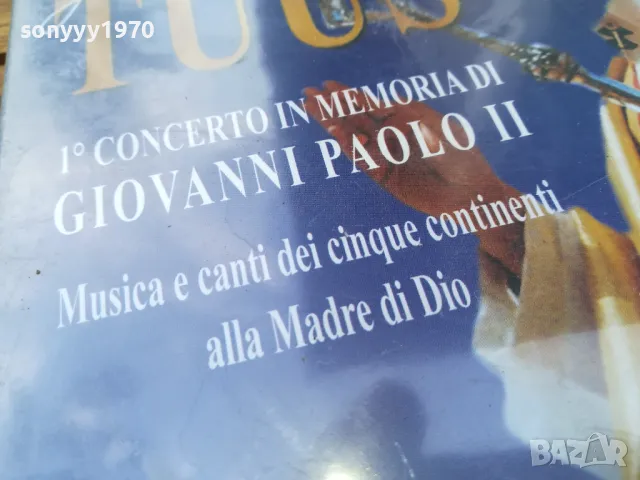 sonyyy1970
TUUS
1° CONCERTO IN MEMORIA DI
GIOVANNI PAOLO II
Musica e canti dei cinque continenti
alla Madre di Dio
BAZAR